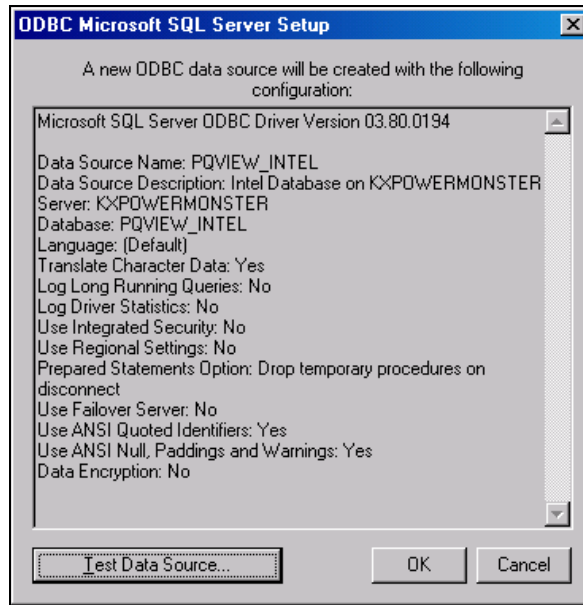 ODBC Microsoft SQL Server Setup
A new ODBC data source will be created with the following
configuration:
Microsoft SQL Server ODBC Driver Version 03.80.0194
Data Source Name: PQVIEW_INTEL
Data Source Description: Intel Database on KXPOWERMONSTER
Server: KXPOWERMONSTER
Database: PQVIEW_INTEL
Language: (Default)
Translate Character Data: Yes
Log Long Running Queries: No
Log Driver Statistics: No
Use Integrated Security: No
Use Regional Settings: No
Prepared Statements Option: Drop temporary procedures on
disconnect
Use Failover Server: No
Use ANSI Quoted Identifiers: Yes
Use ANSI Null, Paddings and Warnings: Yes
Data Encryption: No
Test Data Source...
OK
Cancel